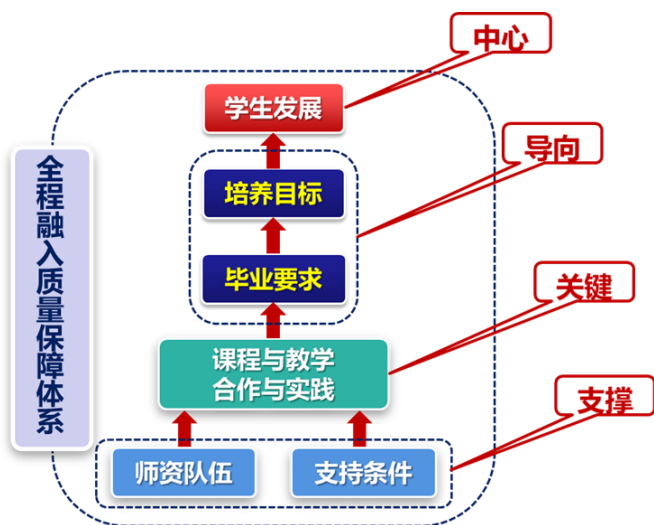 中心
学生发展
导向
培养目标
毕业要求
关键
课程与教学
合作与实践
支撑
师资队伍
支持条件
全程融入质量保障体系